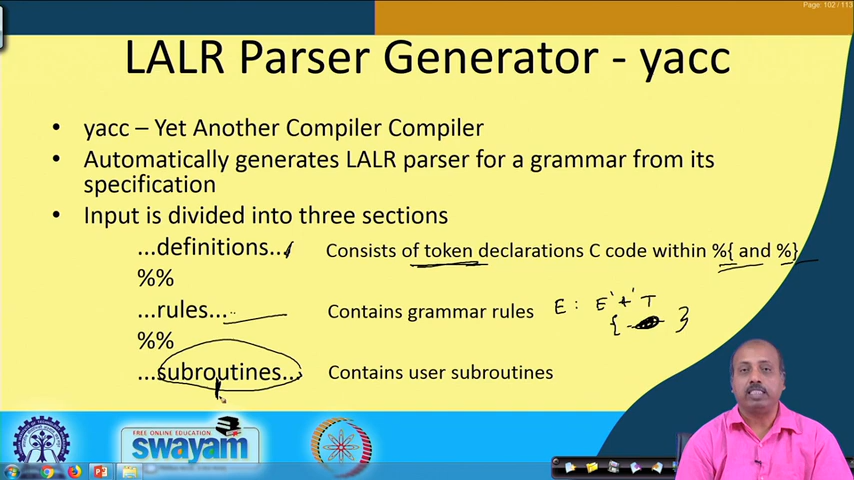 Page: 102 / 113
LALR Parser Generator - yacc
• yacc – Yet Another Compiler Compiler
• Automatically generates LALR parser for a grammar from its
specification
• Input is divided into three sections
...definitions... Consists of token declarations C code within %{ and %}
%%
...rules... Contains grammar rules E : E '+' T
{ }
%%
...subroutines... Contains user subroutines
FREE ONLINE EDUCATION
swayam